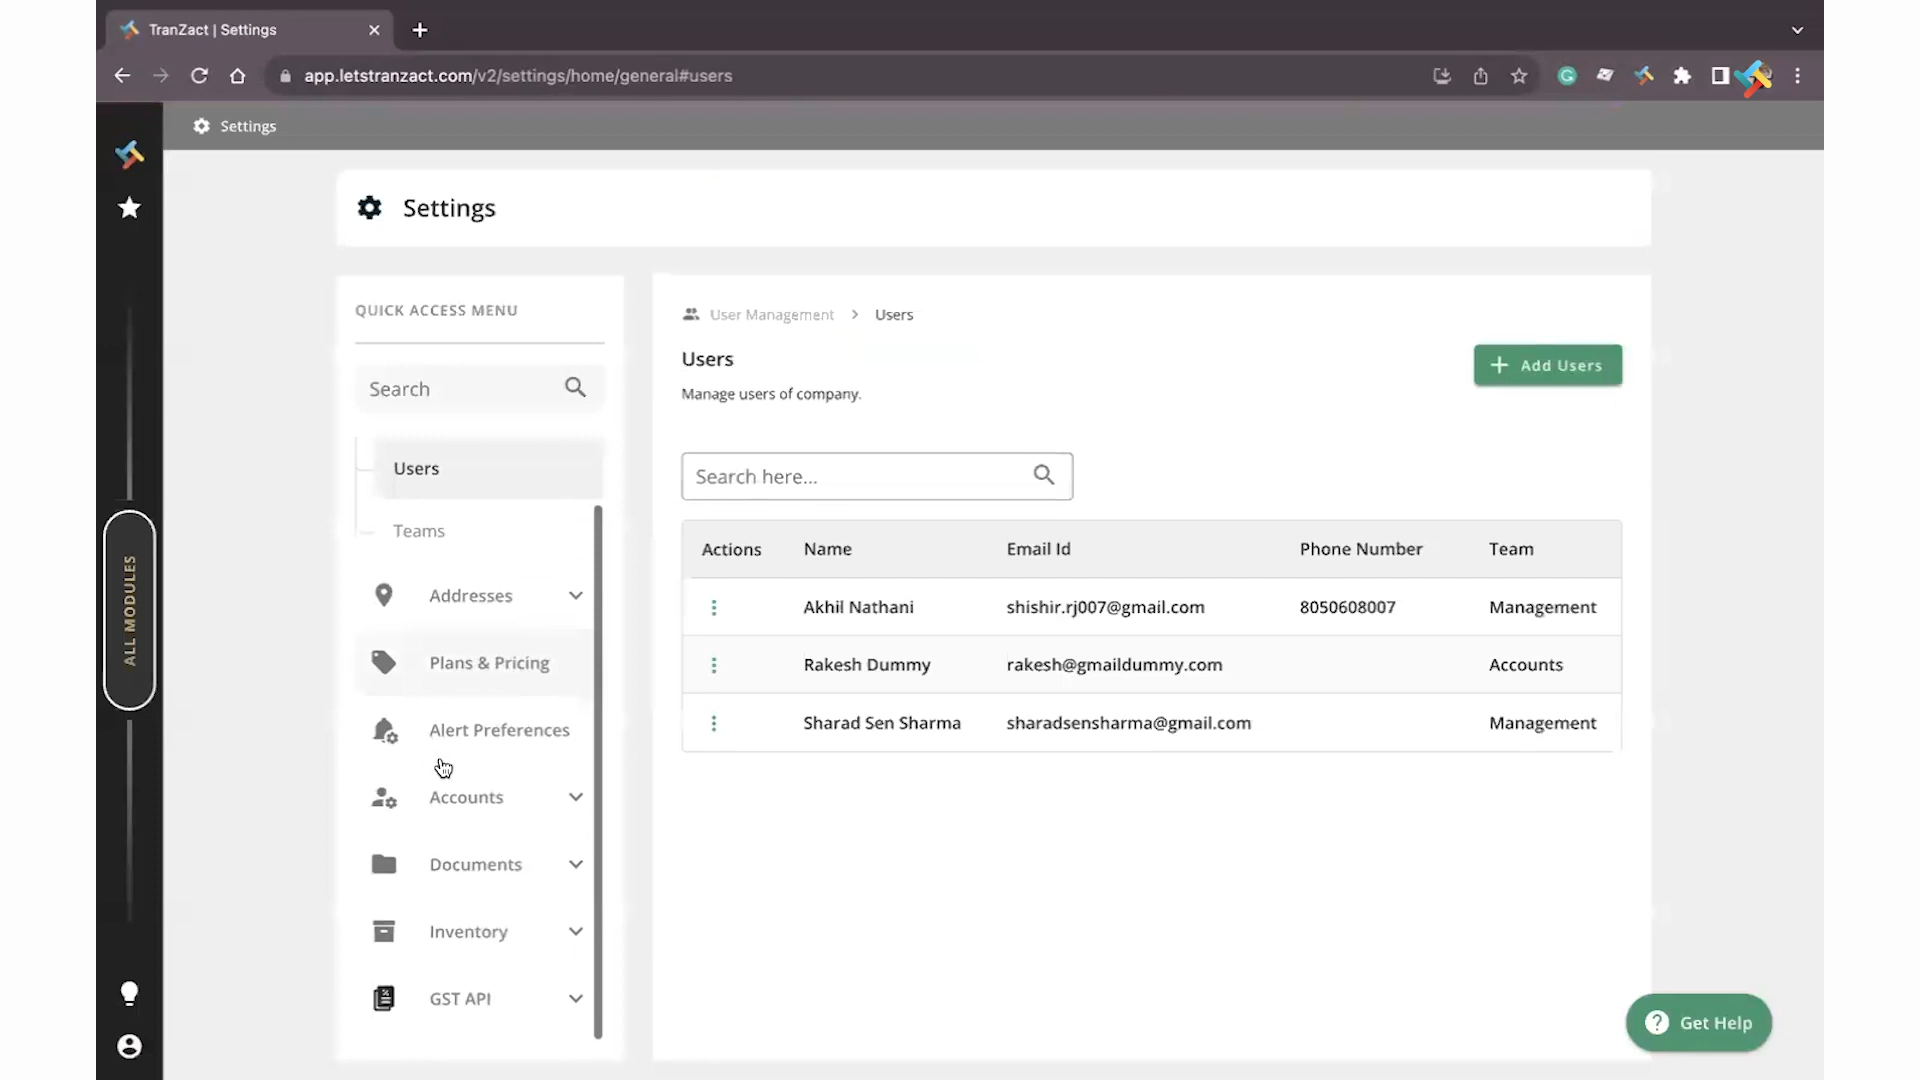 TranZact | Settings
app.letstranzact.com/v2/settings/home/general#users
Settings
Settings
QUICK ACCESS MENU
Search
Users
Teams
Addresses
Plans & Pricing
Alert Preferences
Accounts
Documents
Inventory
GST API
ALL MODULES
User Management > Users
Users
Manage users of company.
+ Add Users
Search here...
Actions Name Email Id Phone Number Team
Akhil Nathani shishir.rj007@gmail.com 8050608007 Management
Rakesh Dummy rakesh@gmaildummy.com Accounts
Sharad Sen Sharma sharadsensharma@gmail.com Management
? Get Help